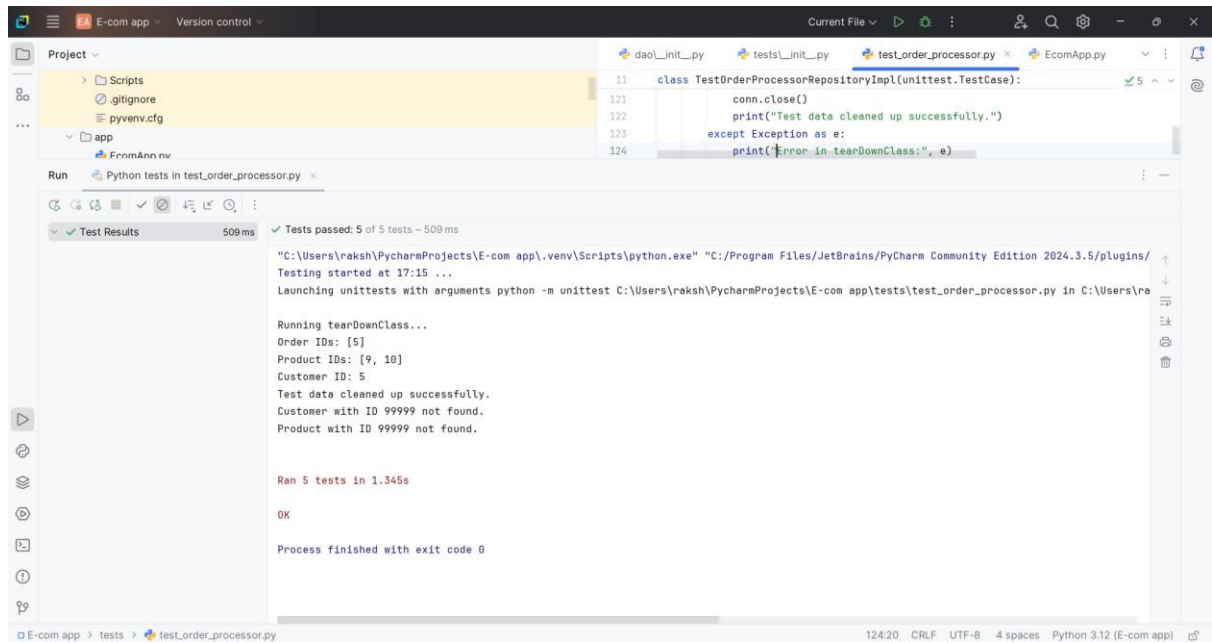 EA E-com app Version control Current File
Project
dao\__init__.py tests\__init__.py test_order_processor.py EcomApp.py
Scripts
.gitignore
pyvenv.cfg
app
EcomApp.py
11 class TestOrderProcessorRepositoryImpl(unittest.TestCase): 5
121 conn.close()
122 print("Test data cleaned up successfully.")
123 except Exception as e:
124 print("Error in tearDownClass:", e)
Run Python tests in test_order_processor.py
Test Results 509 ms
Tests passed: 5 of 5 tests – 509 ms
"C:\Users\raksh\PycharmProjects\E-com app\.venv\Scripts\python.exe" "C:/Program Files/JetBrains/PyCharm Community Edition 2024.3.5/plugins/
Testing started at 17:15 ...
Launching unittests with arguments python -m unittest C:\Users\raksh\PycharmProjects\E-com app\tests\test_order_processor.py in C:\Users\ra
Running tearDownClass...
Order IDs: [5]
Product IDs: [9, 10]
Customer ID: 5
Test data cleaned up successfully.
Customer with ID 99999 not found.
Product with ID 99999 not found.
Ran 5 tests in 1.345s
OK
Process finished with exit code 0
E-com app > tests > test_order_processor.py
124:20 CRLF UTF-8 4 spaces Python 3.12 (E-com app)